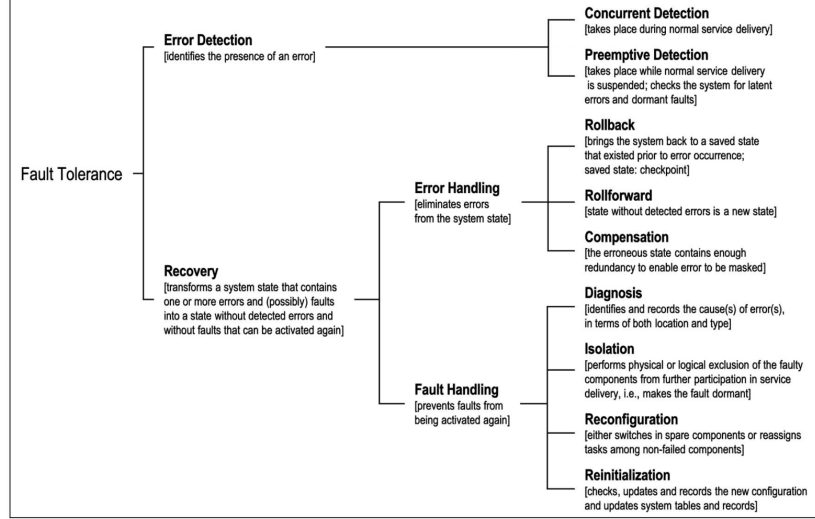 Fault Tolerance
Error Detection
[identifies the presence of an error]
Concurrent Detection
[takes place during normal service delivery]
Preemptive Detection
[takes place while normal service delivery
is suspended; checks the system for latent
errors and dormant faults]
Recovery
[transforms a system state that contains
one or more errors and (possibly) faults
into a state without detected errors and
without faults that can be activated again]
Error Handling
[eliminates errors
from the system state]
Rollback
[brings the system back to a saved state
that existed prior to error occurrence;
saved state: checkpoint]
Rollforward
[state without detected errors is a new state]
Compensation
[the erroneous state contains enough
redundancy to enable error to be masked]
Fault Handling
[prevents faults from
being activated again]
Diagnosis
[identifies and records the cause(s) of error(s),
in terms of both location and type]
Isolation
[performs physical or logical exclusion of the faulty
components from further participation in service
delivery, i.e., makes the fault dormant]
Reconfiguration
[either switches in spare components or reassigns
tasks among non-failed components]
Reinitialization
[checks, updates and records the new configuration
and updates system tables and records]